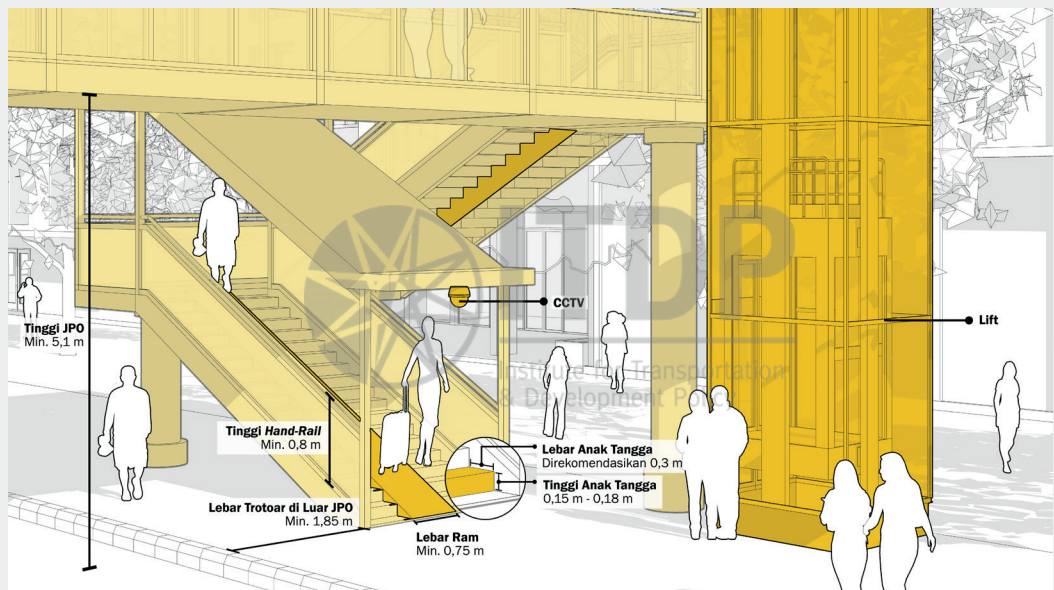 Tinggi JPO
Min. 5,1 m
CCTV
Lift
ITDP
Institute for Transportation
& Development Policy
Tinggi Hand-Rail
Min. 0,8 m
Lebar Anak Tangga
Direkomendasikan 0,3 m
Tinggi Anak Tangga
0,15 m - 0,18 m
Lebar Trotoar di Luar JPO
Min. 1,85 m
Lebar Ram
Min. 0,75 m